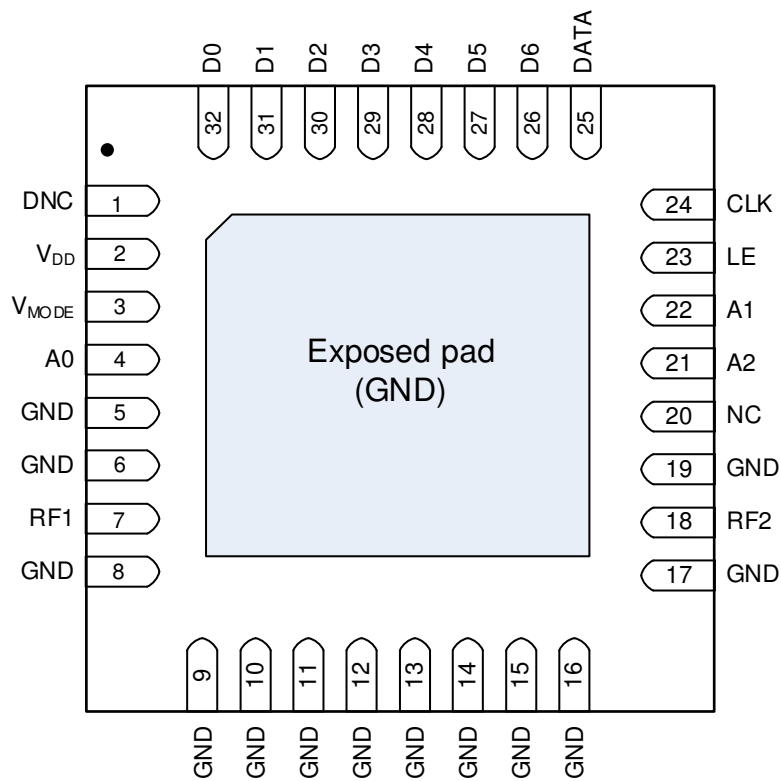 D0 D1 D2 D3 D4 D5 D6 DATA
32 31 30 29 28 27 26 25
DNC 1 24 CLK
VDD 2 23 LE
VMODE 3 22 A1
A0 4 21 A2
GND 5 20 NC
GND 6 19 GND
RF1 7 18 RF2
GND 8 17 GND
Exposed pad
(GND)
9 10 11 12 13 14 15 16
GND GND GND GND GND GND GND GND